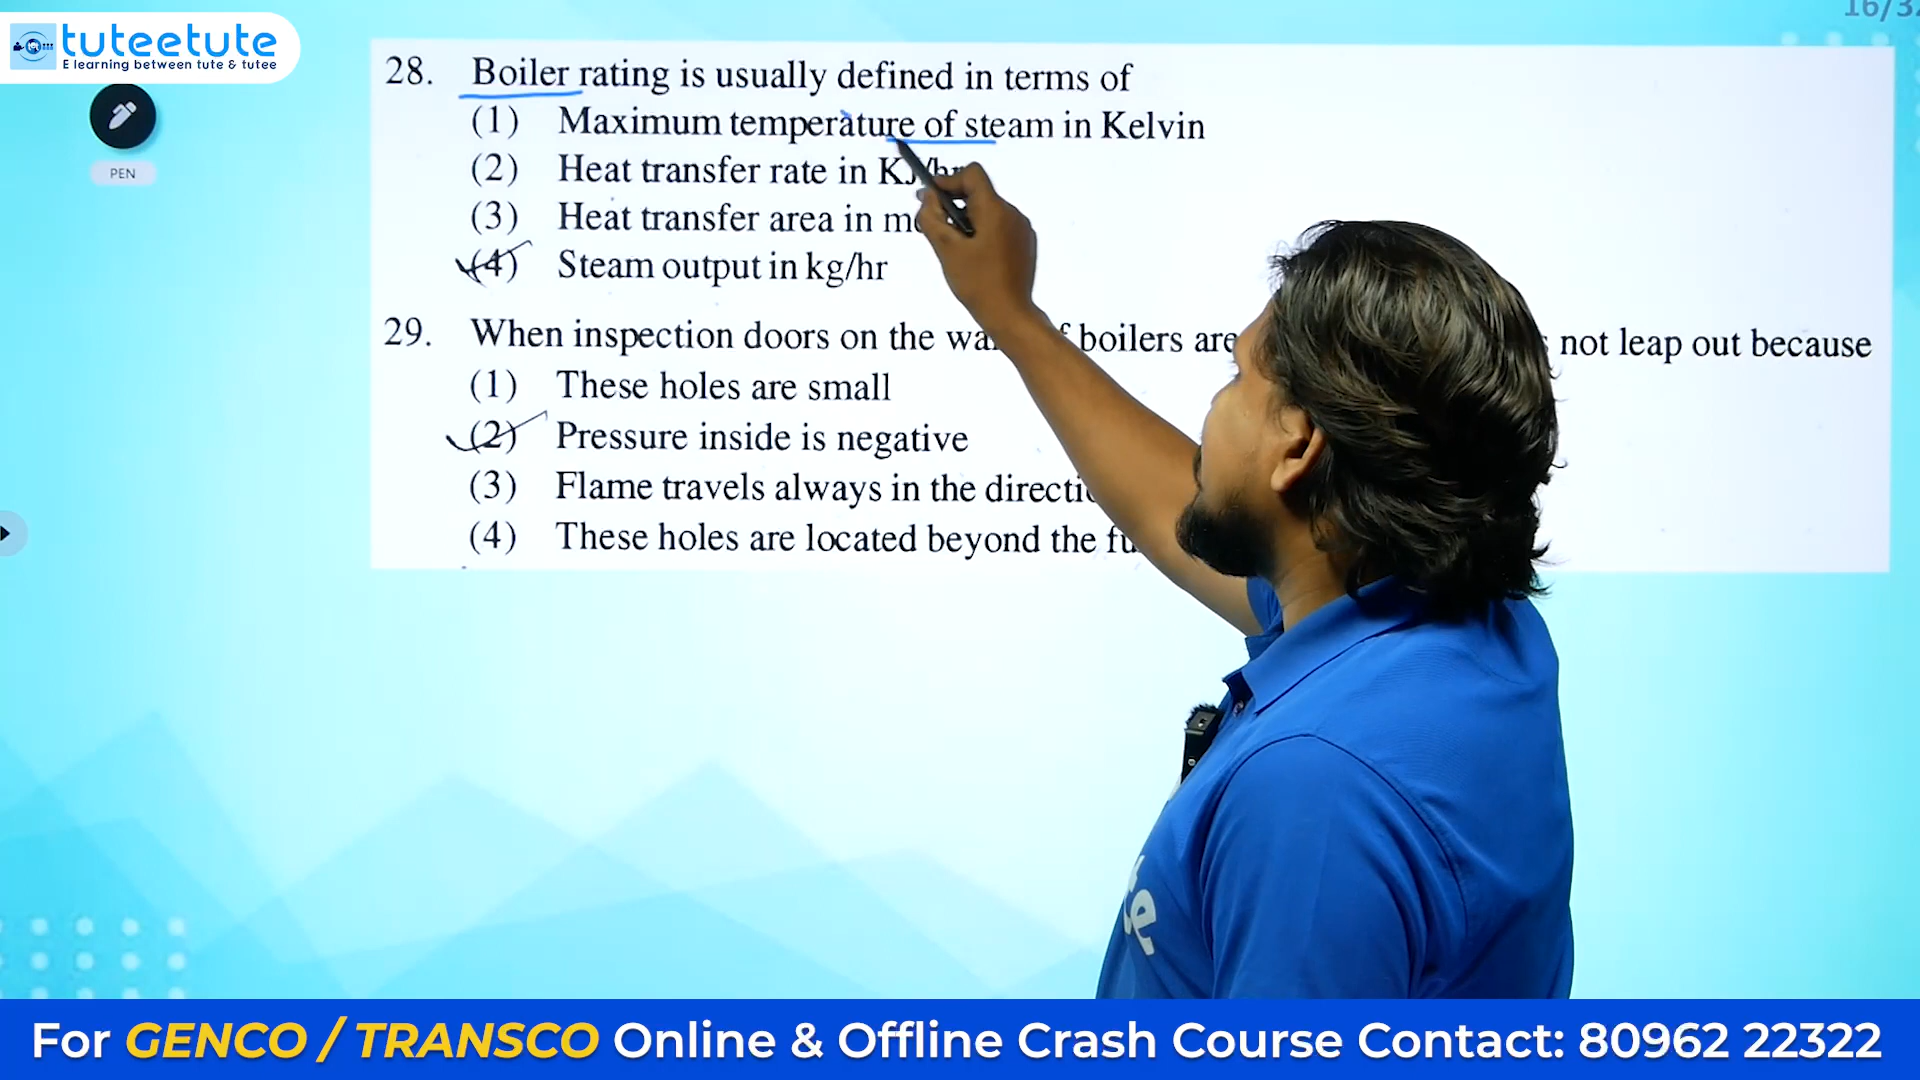 tuteetute
E learning between tute & tutee
PEN
28. Boiler rating is usually defined in terms of
(1) Maximum temperature of steam in Kelvin
(2) Heat transfer rate in KJ/hr
(3) Heat transfer area in
(4) Steam output in kg/hr
29. When inspection doors on the boilers are not leap out because
(1) These holes are small
(2) Pressure inside is negative
(3) Flame travels always in the
(4) These holes are located beyond the
te
For GENCO / TRANSCO Online & Offline Crash Course Contact: 80962 22322